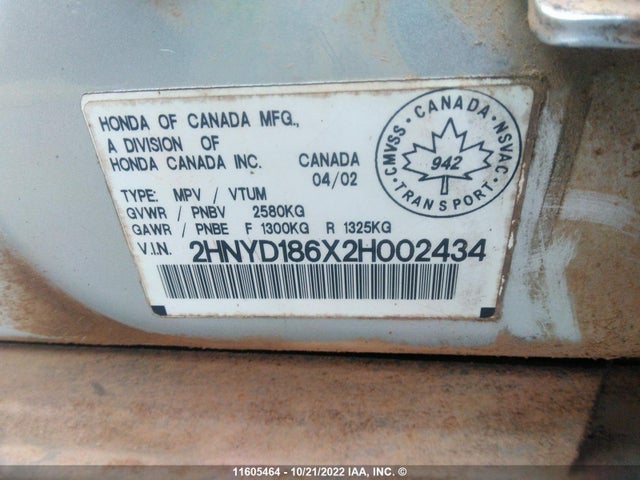 HONDA OF CANADA MFG.,
A DIVISION OF
HONDA CANADA INC.
CANADA
04/02
TYPE: MPV / VTUM
GVWR / PNBV 2580KG
GAWR / PNBE F 1300KG R 1325KG
V.I.N. 2HNYD186X2H002434
CMVSS · CANADA · NSVAC
942
· TRANSPORT ·
11605464 - 10/21/2022 IAA, INC. ©